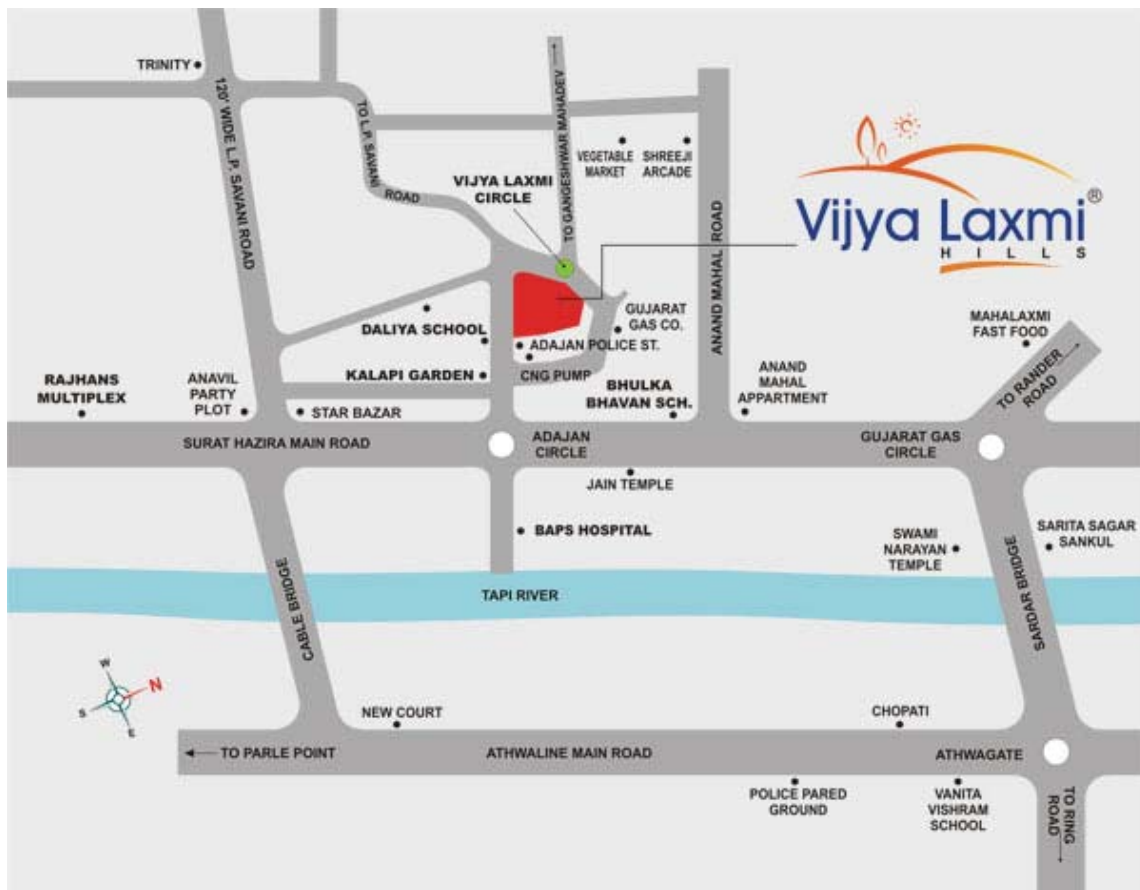 TRINITY
120' WIDE L.P. SAVANI ROAD
TO L.P. SAVANI
ROAD
TO GANGESHWAR MAHADEV
VEGETABLE
MARKET
SHREEJI
ARCADE
VIJYA LAXMI
CIRCLE
ANAND MAHAL ROAD
Vijya Laxmi®
HILLS
DALIYA SCHOOL
GUJARAT
GAS CO.
ADAJAN POLICE ST.
KALAPI GARDEN
CNG PUMP
MAHALAXMI
FAST FOOD
TO RANDER
ROAD
RAJHANS
MULTIPLEX
ANAVIL
PARTY
PLOT
STAR BAZAR
BHULKA
BHAVAN SCH.
ANAND
MAHAL
APPARTMENT
SURAT HAZIRA MAIN ROAD
ADAJAN
CIRCLE
GUJARAT GAS
CIRCLE
JAIN TEMPLE
BAPS HOSPITAL
SWAMI
NARAYAN
TEMPLE
SARITA SAGAR
SANKUL
CABLE BRIDGE
TAPI RIVER
SARDAR BRIDGE
W
N
S
E
NEW COURT
CHOPATI
TO PARLE POINT
ATHWALINE MAIN ROAD
ATHWAGATE
POLICE PARED
GROUND
VANITA
VISHRAM
SCHOOL
TO RING
ROAD